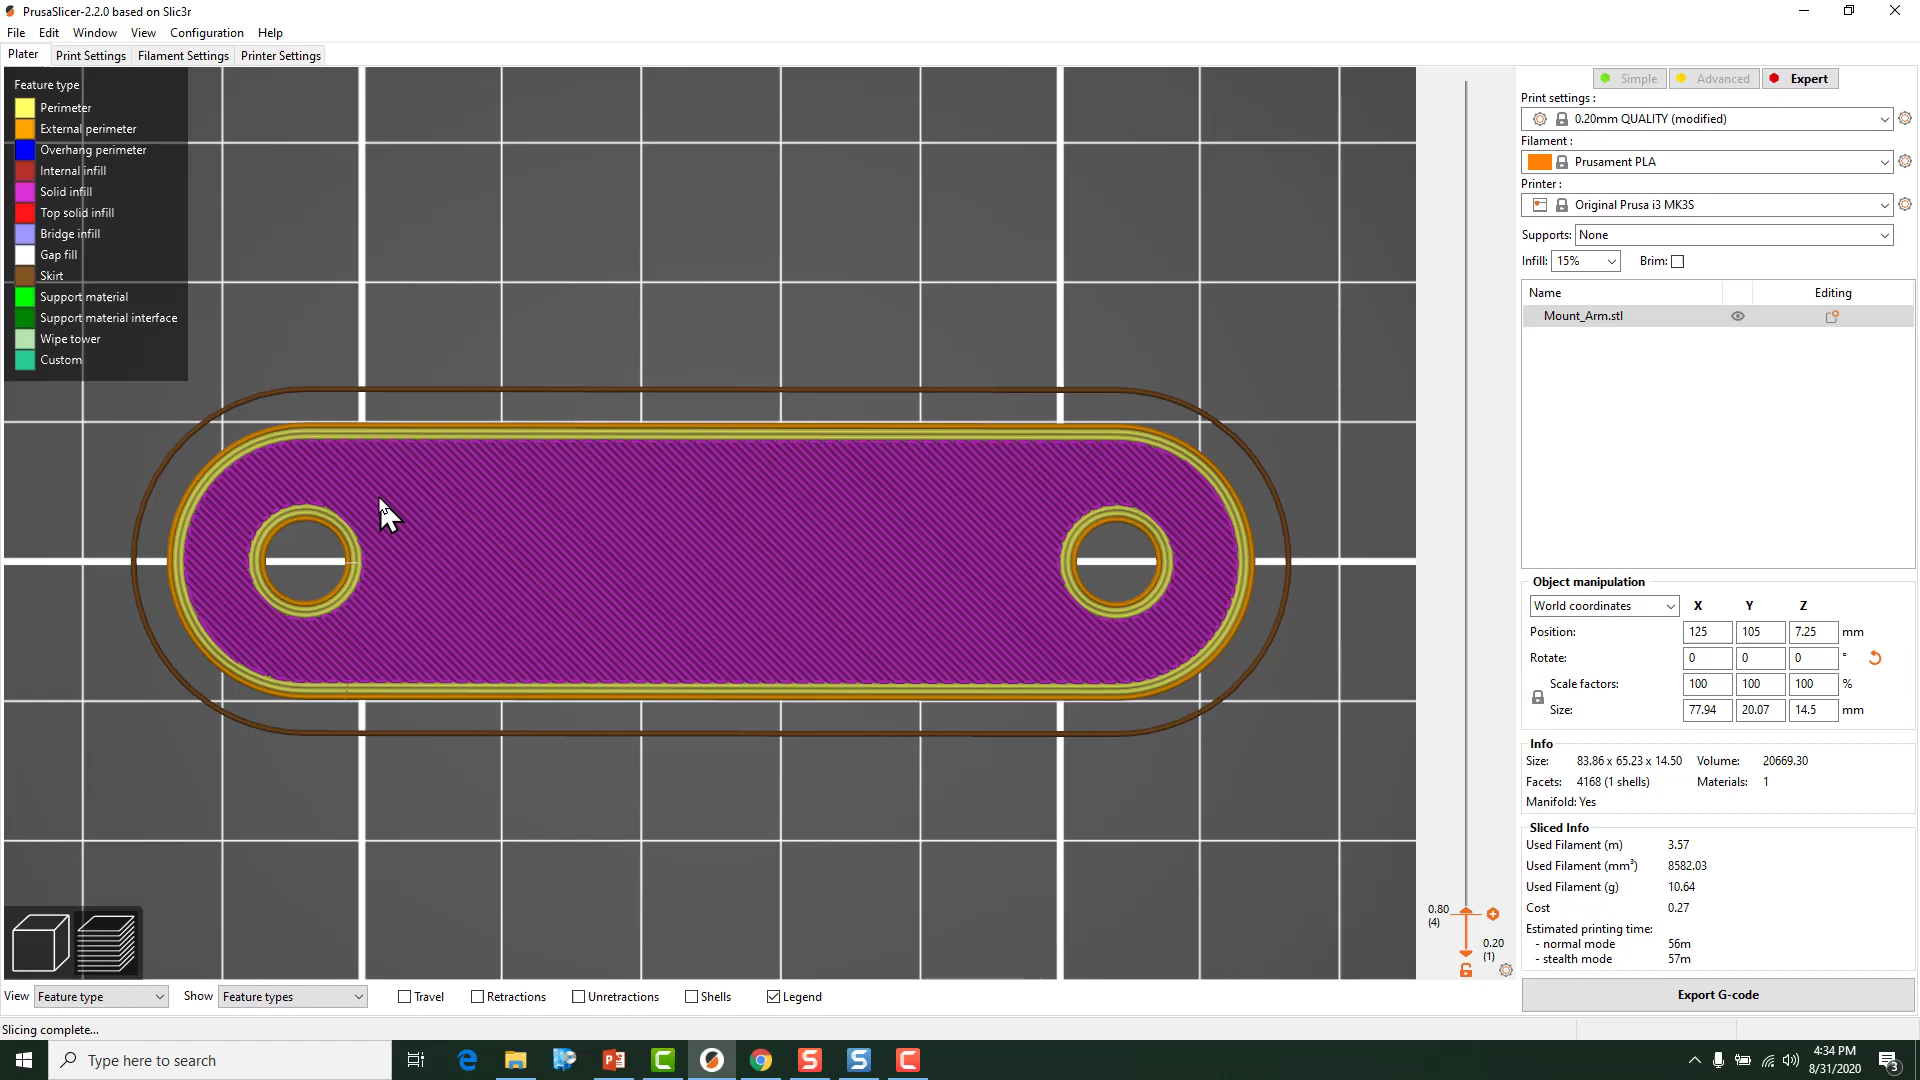 PrusaSlicer-2.2.0 based on Slic3r
File Edit Window View Configuration Help
Plater Print Settings Filament Settings Printer Settings
Feature type
Perimeter
External perimeter
Overhang perimeter
Internal infill
Solid infill
Top solid infill
Bridge infill
Gap fill
Skirt
Support material
Support material interface
Wipe tower
Custom
0.80
(4)
0.20
(1)
Simple Advanced Expert
Print settings :
0.20mm QUALITY (modified)
Filament :
Prusament PLA
Printer :
Original Prusa i3 MK3S
Supports: None
Infill: 15% Brim:
Name Editing
Mount_Arm.stl
Object manipulation
World coordinates X Y Z
Position: 125 105 7.25 mm
Rotate: 0 0 0 °
Scale factors: 100 100 100 %
Size: 77.94 20.07 14.5 mm
Info
Size: 83.86 x 65.23 x 14.50 Volume: 20669.30
Facets: 4168 (1 shells) Materials: 1
Manifold: Yes
Sliced Info
Used Filament (m) 3.57
Used Filament (mm³) 8582.03
Used Filament (g) 10.64
Cost 0.27
Estimated printing time:
- normal mode 56m
- stealth mode 57m
Export G-code
View Feature type Show Feature types Travel Retractions Unretractions Shells Legend
Slicing complete...
Type here to search
4:34 PM
8/31/2020
3